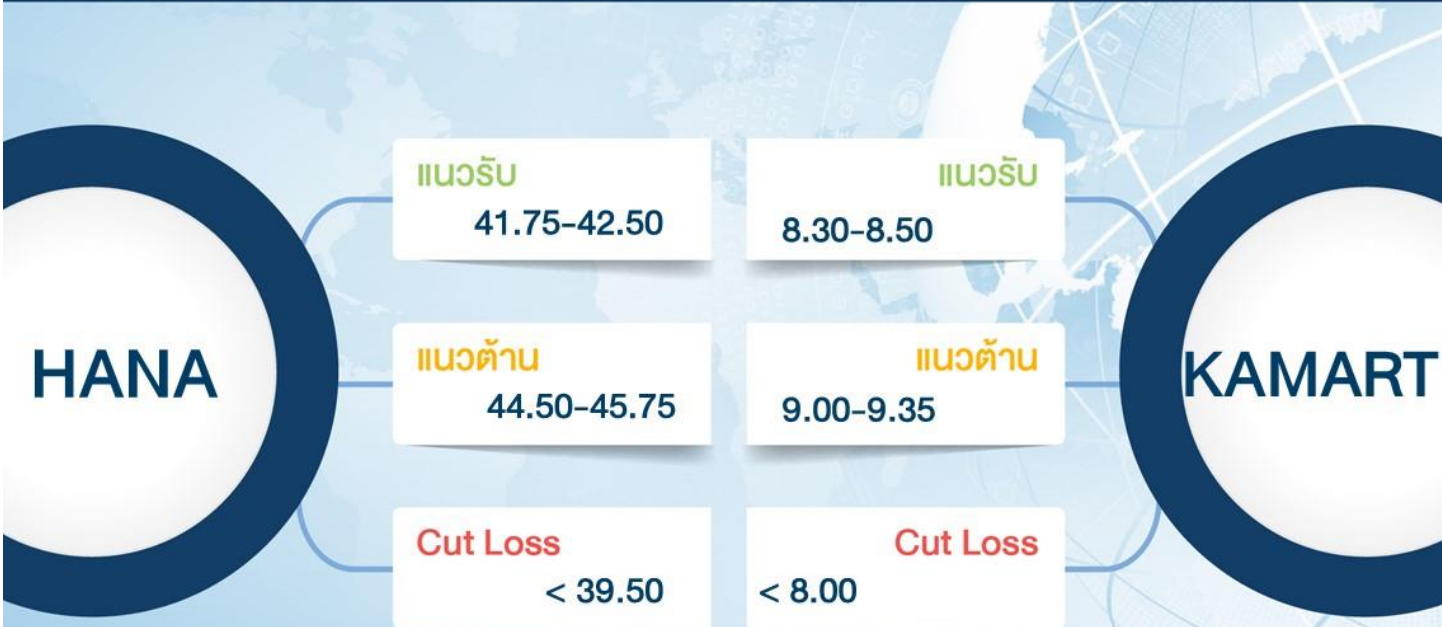 HANA
แนวรับ
41.75-42.50
แนวต้าน
44.50-45.75
Cut Loss
< 39.50
แนวรับ
8.30-8.50
แนวต้าน
9.00-9.35
Cut Loss
< 8.00
KAMART